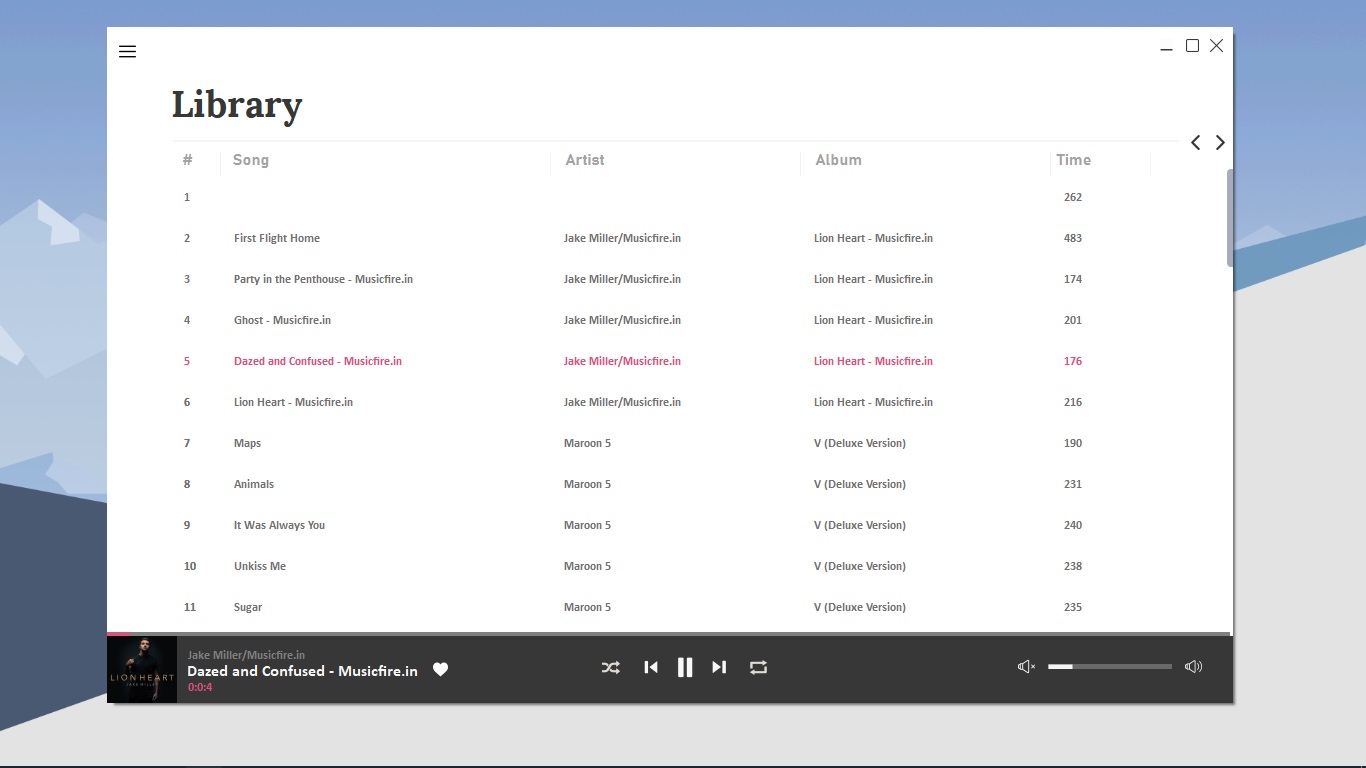 Library
# Song Artist Album Time
1 262
2 First Flight Home Jake Miller/Musicfire.in Lion Heart - Musicfire.in 483
3 Party in the Penthouse - Musicfire.in Jake Miller/Musicfire.in Lion Heart - Musicfire.in 174
4 Ghost - Musicfire.in Jake Miller/Musicfire.in Lion Heart - Musicfire.in 201
5 Dazed and Confused - Musicfire.in Jake Miller/Musicfire.in Lion Heart - Musicfire.in 176
6 Lion Heart - Musicfire.in Jake Miller/Musicfire.in Lion Heart - Musicfire.in 216
7 Maps Maroon 5 V (Deluxe Version) 190
8 Animals Maroon 5 V (Deluxe Version) 231
9 It Was Always You Maroon 5 V (Deluxe Version) 240
10 Unkiss Me Maroon 5 V (Deluxe Version) 238
11 Sugar Maroon 5 V (Deluxe Version) 235
LION HEART
JAKE MILLER
Jake Miller/Musicfire.in
Dazed and Confused - Musicfire.in
0:0:4